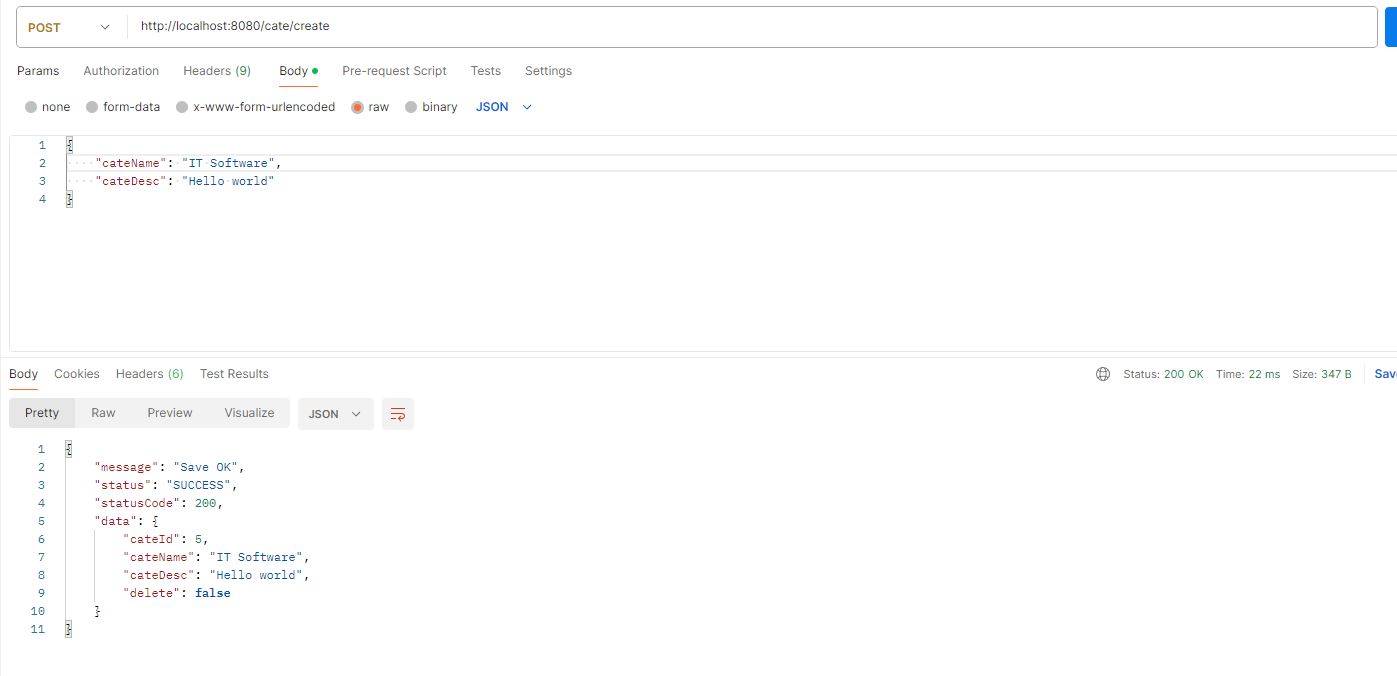 POST http://localhost:8080/cate/create
Params Authorization Headers (9) Body Pre-request Script Tests Settings
none form-data x-www-form-urlencoded raw binary JSON
1 {
2 "cateName": "IT Software",
3 "cateDesc": "Hello world"
4 }
Body Cookies Headers (6) Test Results Status: 200 OK Time: 22 ms Size: 347 B
Pretty Raw Preview Visualize JSON
1 {
2 "message": "Save OK",
3 "status": "SUCCESS",
4 "statusCode": 200,
5 "data": {
6 "cateId": 5,
7 "cateName": "IT Software",
8 "cateDesc": "Hello world",
9 "delete": false
10 }
11 }